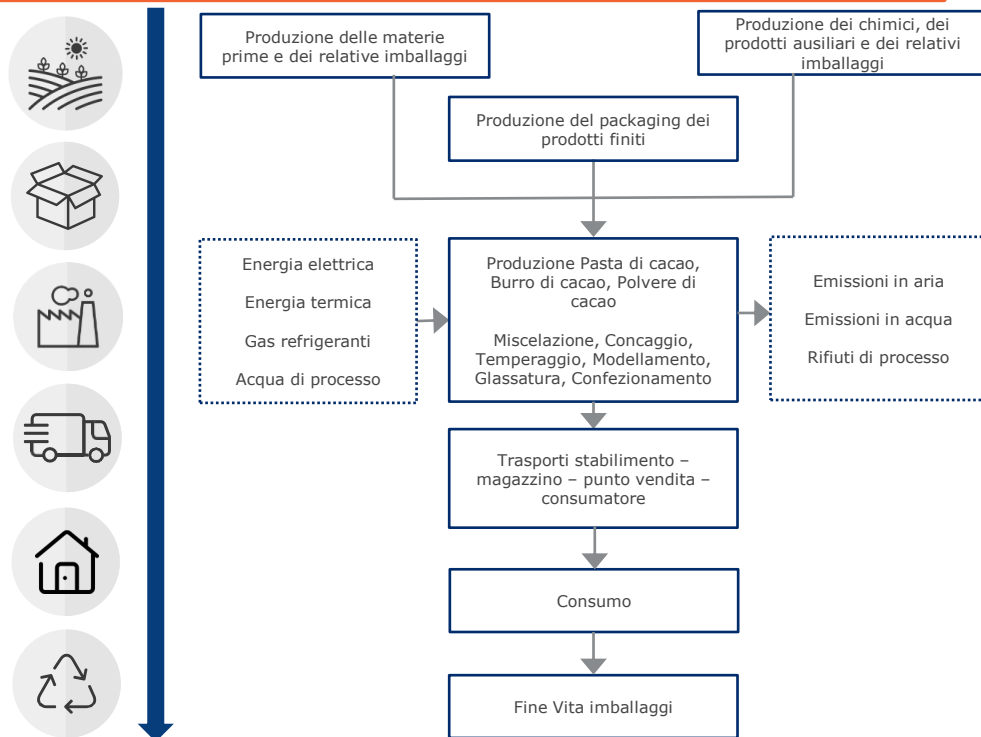 Produzione delle materie
prime e dei relative imballaggi
Produzione dei chimici, dei
prodotti ausiliari e dei relativi
imballaggi
Produzione del packaging dei
prodotti finiti
Energia elettrica
Energia termica
Gas refrigeranti
Acqua di processo
Produzione Pasta di cacao,
Burro di cacao, Polvere di
cacao
Miscelazione, Concaggio,
Temperaggio, Modellamento,
Glassatura, Confezionamento
Emissioni in aria
Emissioni in acqua
Rifiuti di processo
Trasporti stabilimento –
magazzino – punto vendita –
consumatore
Consumo
Fine Vita imballaggi